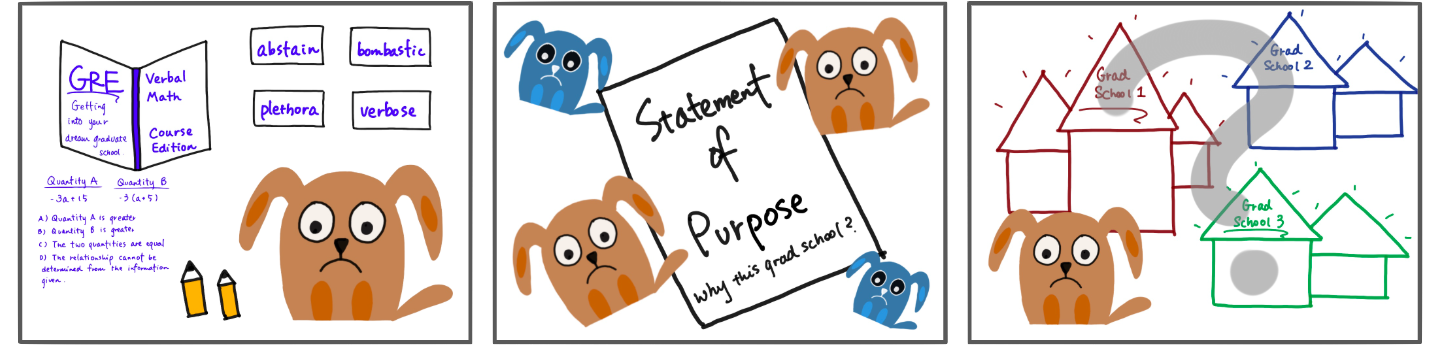 GRE
Getting
into your
dream graduate
school
Verbal
Math
Course
Edition
abstain
bombastic
plethora
verbose
Quantity A
Quantity B
-3a+15
-3(a+5)
A) Quantity A is greater
B) Quantity B is greater
C) The two quantities are equal
D) The relationship cannot be
determined from the information
given.
Statement
of
Purpose
why this grad school?
Grad
School 1
Grad
School 2
Grad
School 3
?